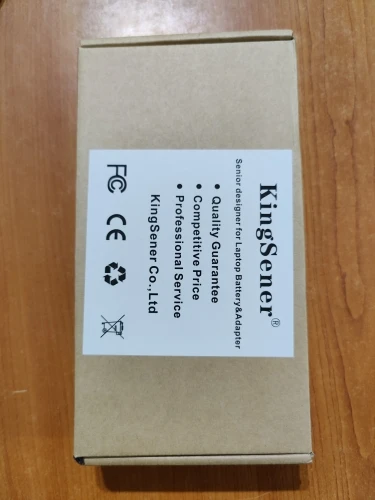 KingSener®
Senior designer for Laptop Battery&Adapter
● Quality Guarantee
● Competitive Price
● Professional Service
KingSener Co.,Ltd
FC CE